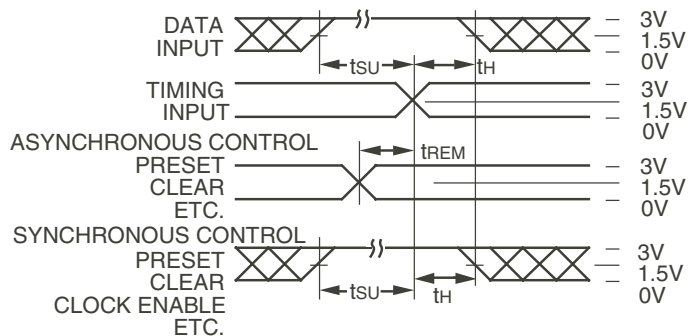 DATA
INPUT
3V
1.5V
0V
tSU
tH
TIMING
INPUT
3V
1.5V
0V
ASYNCHRONOUS CONTROL
PRESET
CLEAR
ETC.
tREM
3V
1.5V
0V
SYNCHRONOUS CONTROL
PRESET
CLEAR
CLOCK ENABLE
ETC.
tSU
tH
3V
1.5V
0V